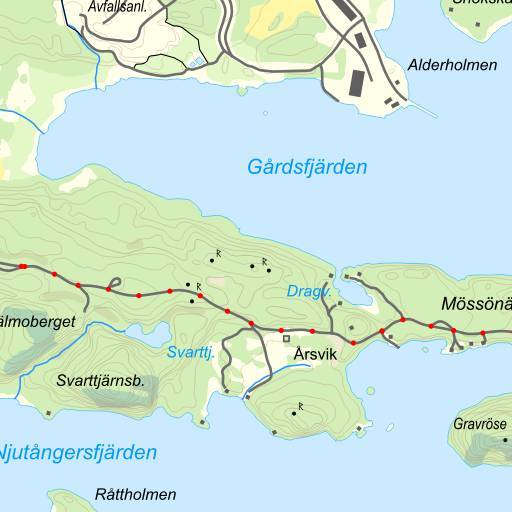 Avfallsanl.
Alderholmen
Gårdsfjärden
R
R
Dragv.
R
Mössönä
älmoberget
Svarttj.
Årsvik
Svarttjärnsb.
R
Gravröse
Njutångersfjärden
Råttholmen